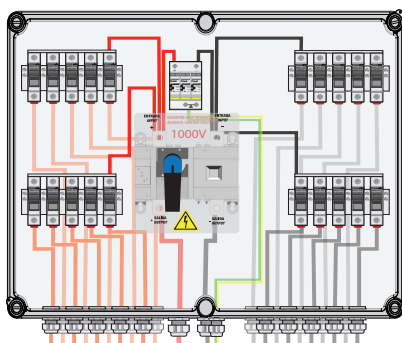 ENTRADA
INPUT
+
ENTRADA
INPUT
-
1000V
+ SALIDA
OUTPUT
- SALIDA
OUTPUT